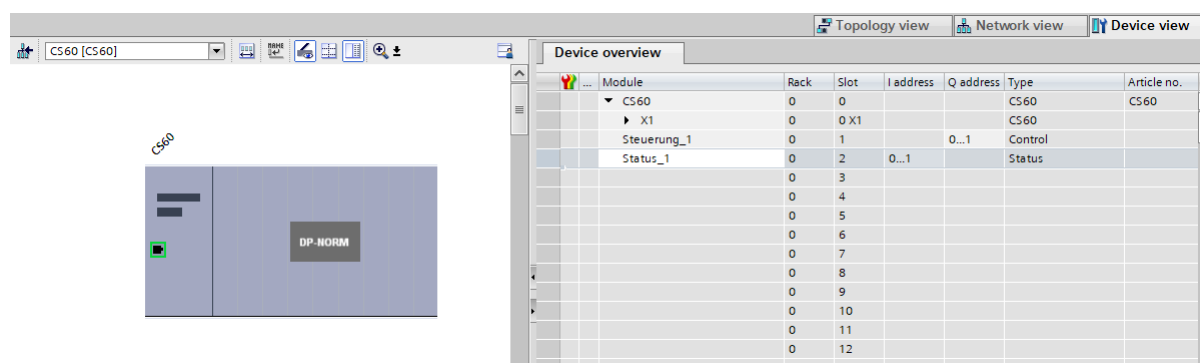 Topology view Network view Device view
CS60 [CS60] NAME Device overview
... Module Rack Slot I address Q address Type Article no.
CS60 0 0 CS60 CS60
X1 0 0 X1 CS60
Steuerung_1 0 1 0...1 Control
Status_1 0 2 0...1 Status
0 3
0 4
0 5
0 6
0 7
0 8
0 9
0 10
0 11
0 12
CS60
DP-NORM